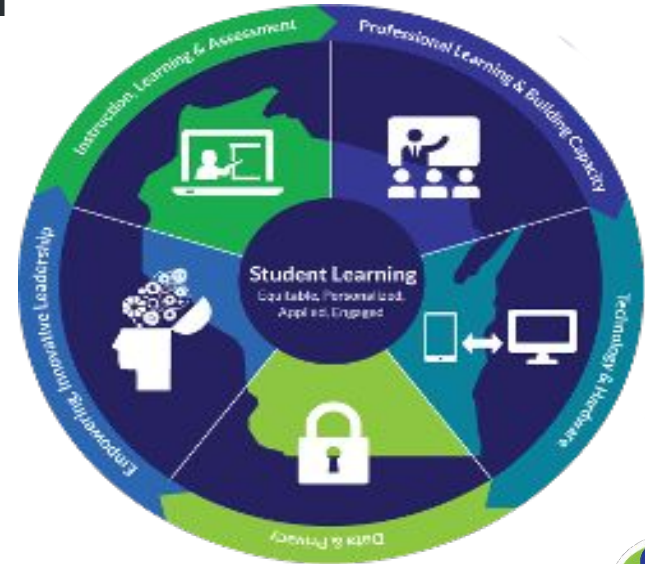 Instruction, Learning & Assessment
Professional Learning & Building Capacity
Technology & Hardware
Data & Privacy
Empowering, Innovative Leadership
Student Learning
Equitable, Personalized,
Applied, Engaged